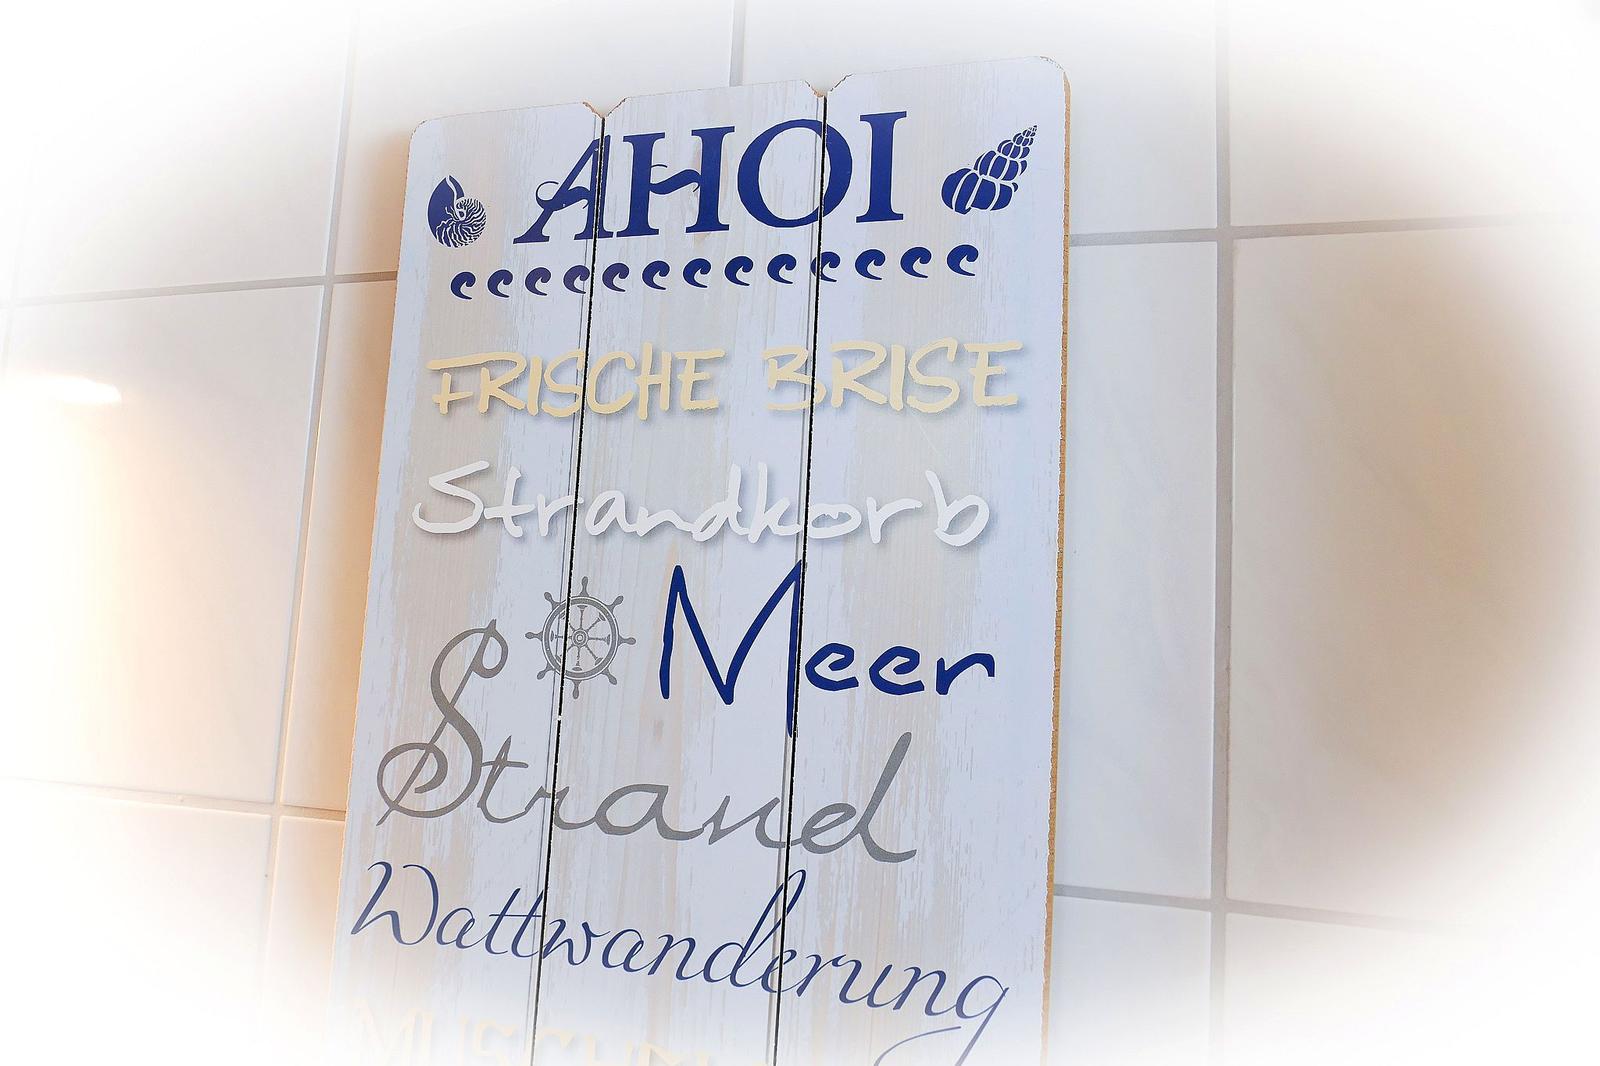 AHOI
FRISCHE BRISE
Strandkorb
Meer
Strand
Wattwanderung